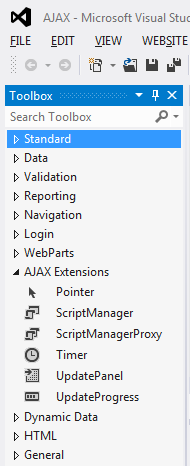 AJAX - Microsoft Visual Stu
FILE EDIT VIEW WEBSITE
Toolbox
Search Toolbox
Standard
Data
Validation
Reporting
Navigation
Login
WebParts
AJAX Extensions
Pointer
ScriptManager
ScriptManagerProxy
Timer
UpdatePanel
UpdateProgress
Dynamic Data
HTML
General